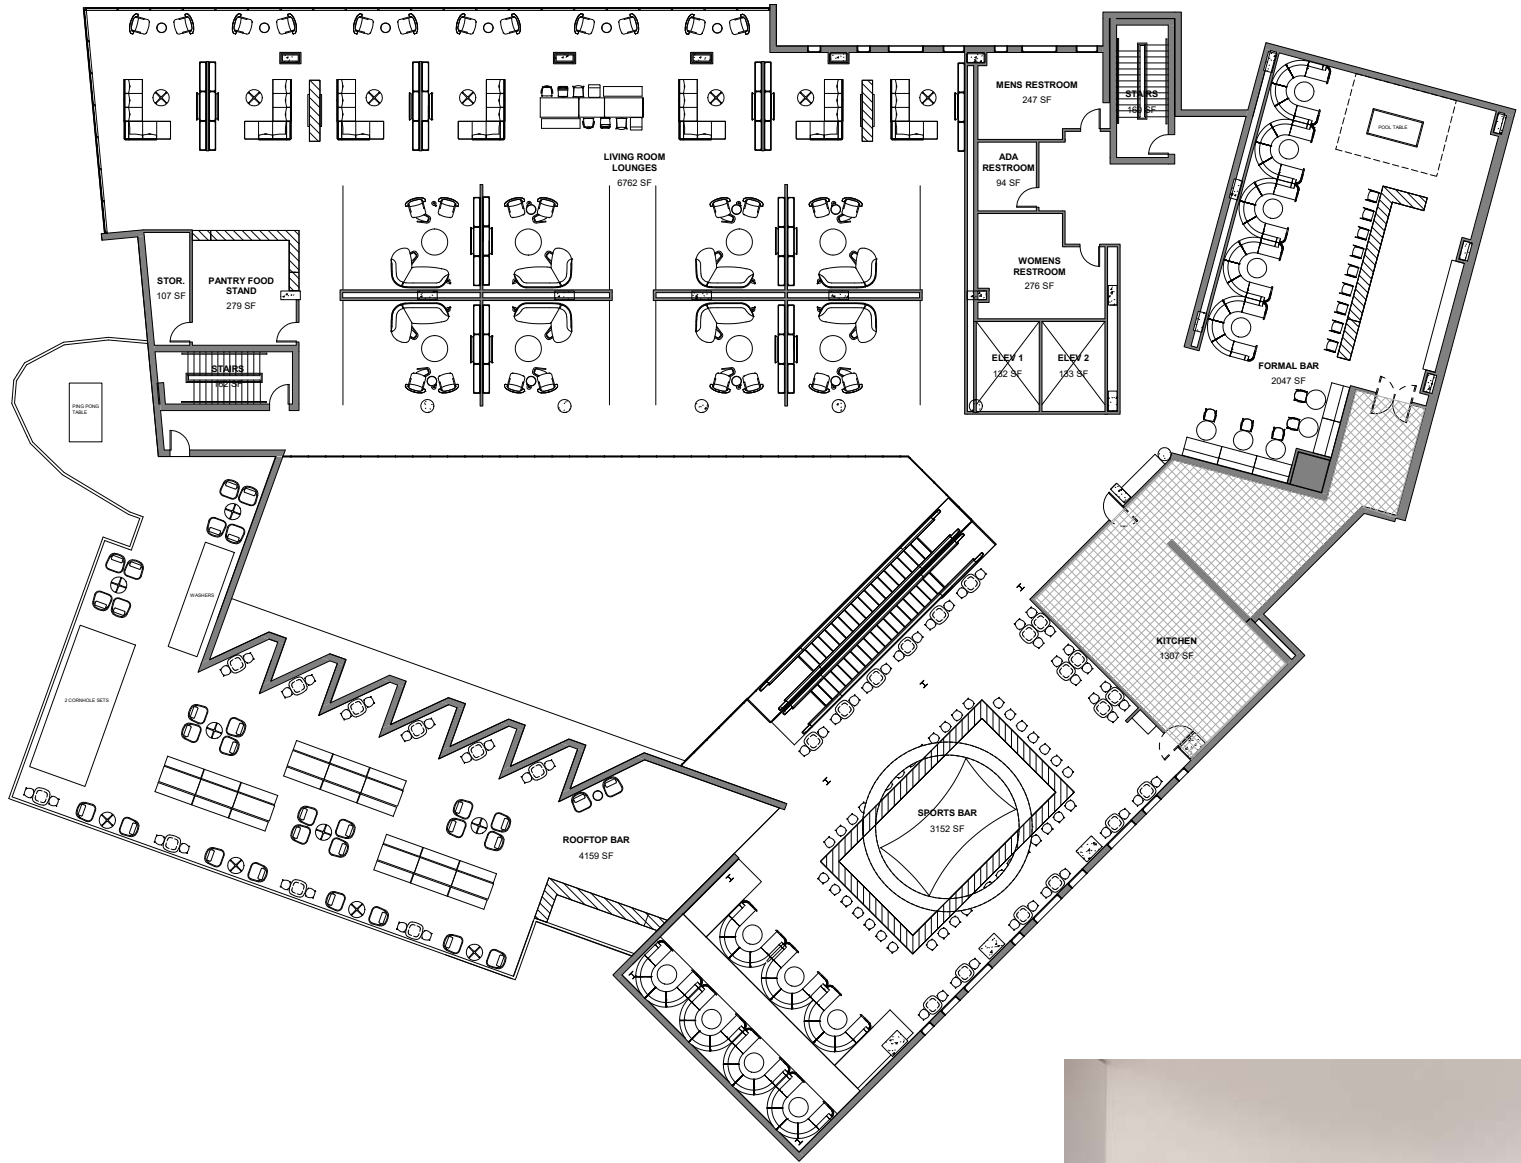 MENS RESTROOM
247 SF
STAIRS
POOL TABLE
LIVING ROOM
LOUNGES
6762 SF
ADA
RESTROOM
94 SF
WOMENS
RESTROOM
276 SF
STOR.
107 SF
PANTRY FOOD
STAND
279 SF
STAIRS
162 SF
ELEV 1
132 SF
ELEV 2
133 SF
FORMAL BAR
2047 SF
PING PONG
TABLE
WASHERS
KITCHEN
1307 SF
2 CORNHOLE SETS
SPORTS BAR
3152 SF
ROOFTOP BAR
4159 SF